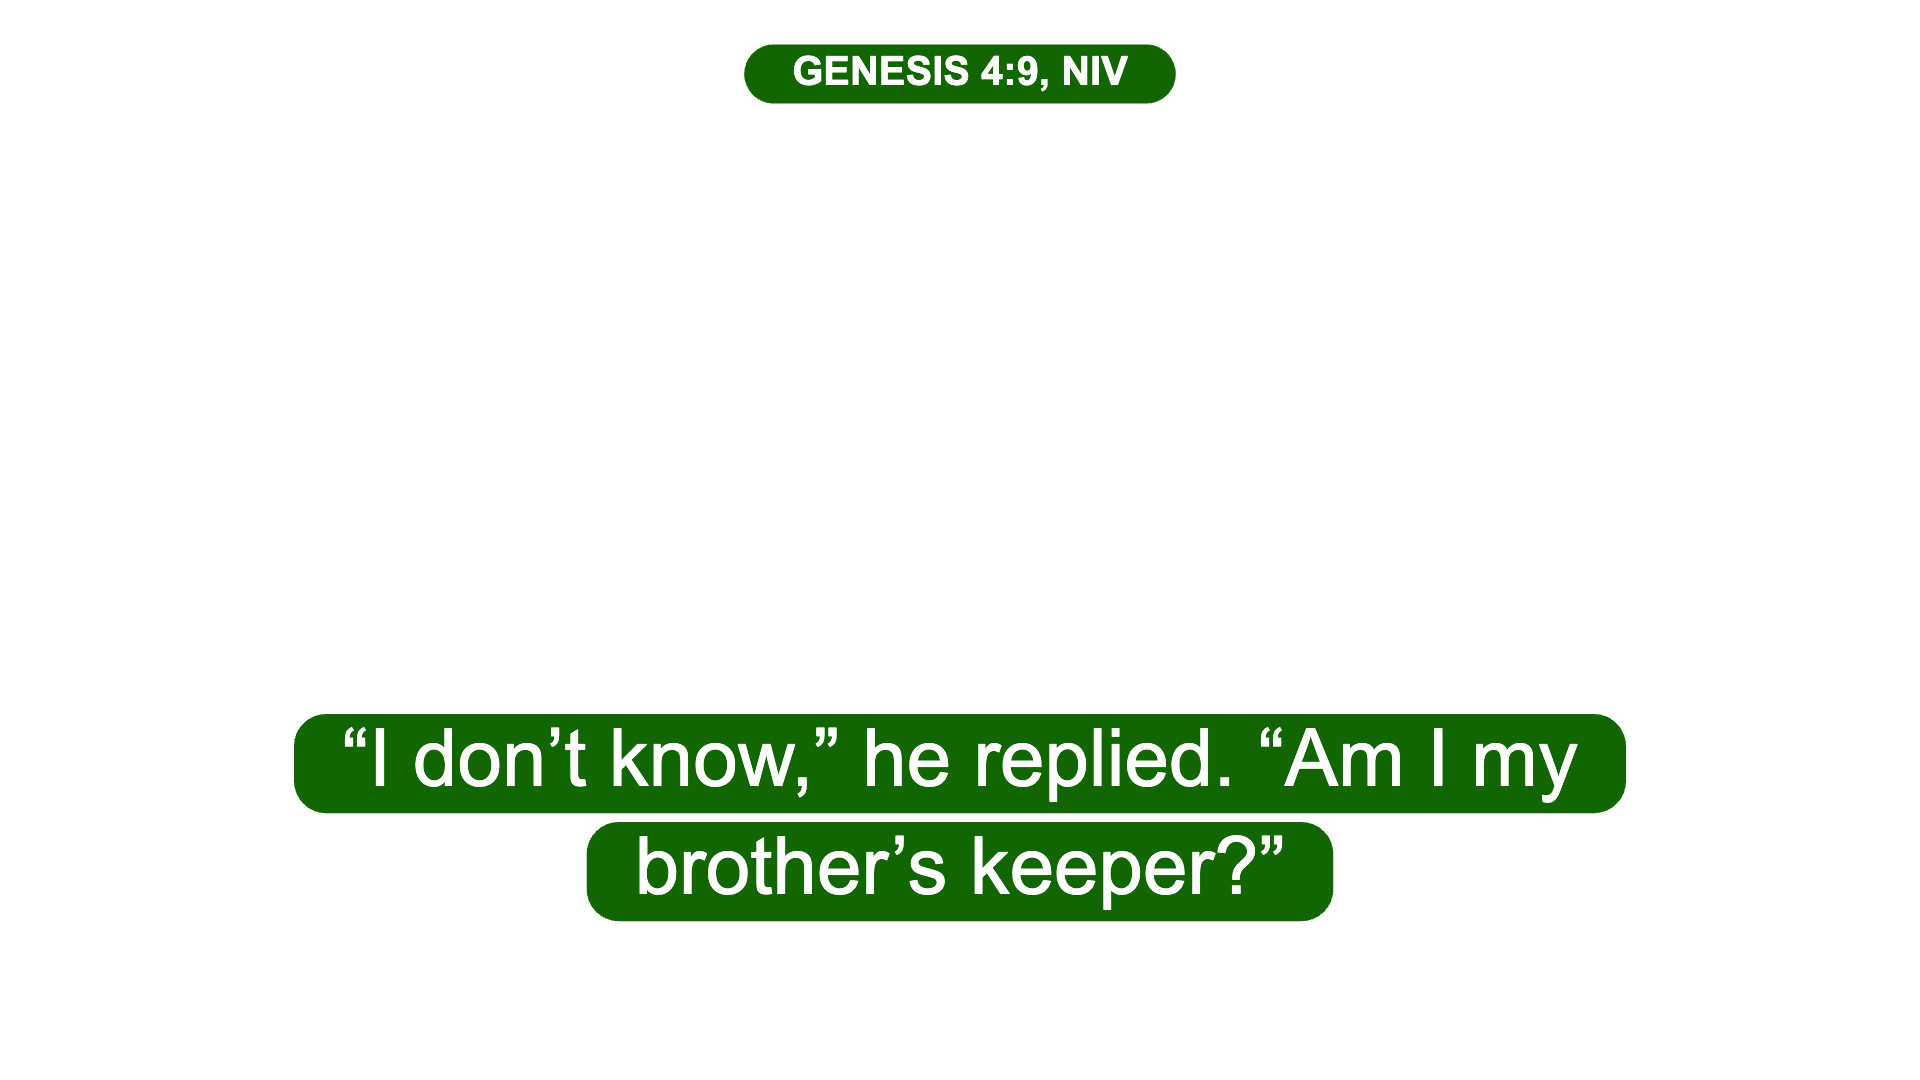 GENESIS 4:9, NIV
“I don’t know,” he replied. “Am I my
brother’s keeper?”